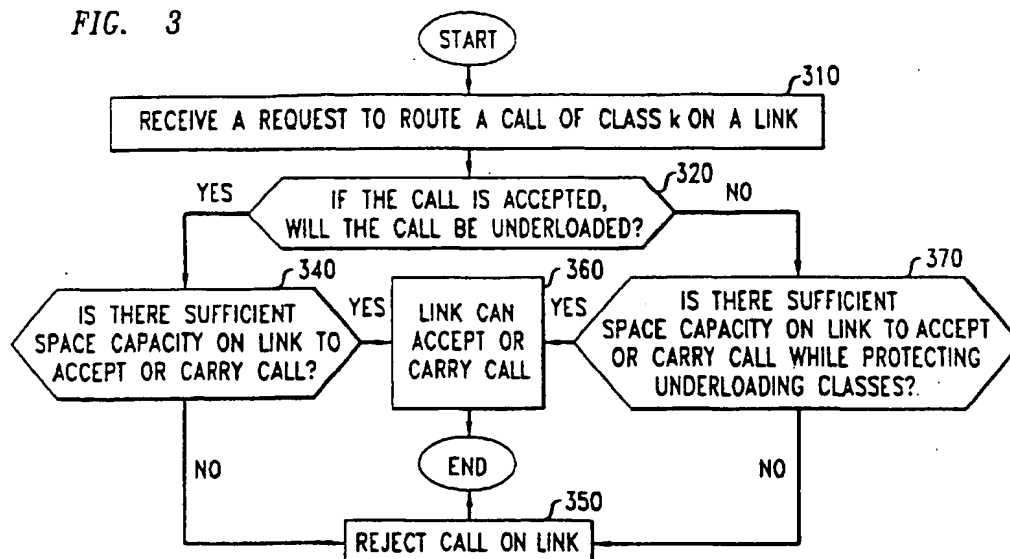 FIG. 3
START
310
RECEIVE A REQUEST TO ROUTE A CALL OF CLASS k ON A LINK
320
YES
IF THE CALL IS ACCEPTED,
WILL THE CALL BE UNDERLOADED?
NO
340
IS THERE SUFFICIENT
SPACE CAPACITY ON LINK TO
ACCEPT OR CARRY CALL?
YES
360
LINK CAN
ACCEPT OR
CARRY CALL
YES
370
IS THERE SUFFICIENT
SPACE CAPACITY ON LINK TO ACCEPT
OR CARRY CALL WHILE PROTECTING
UNDERLOADING CLASSES?
NO
END
NO
350
REJECT CALL ON LINK